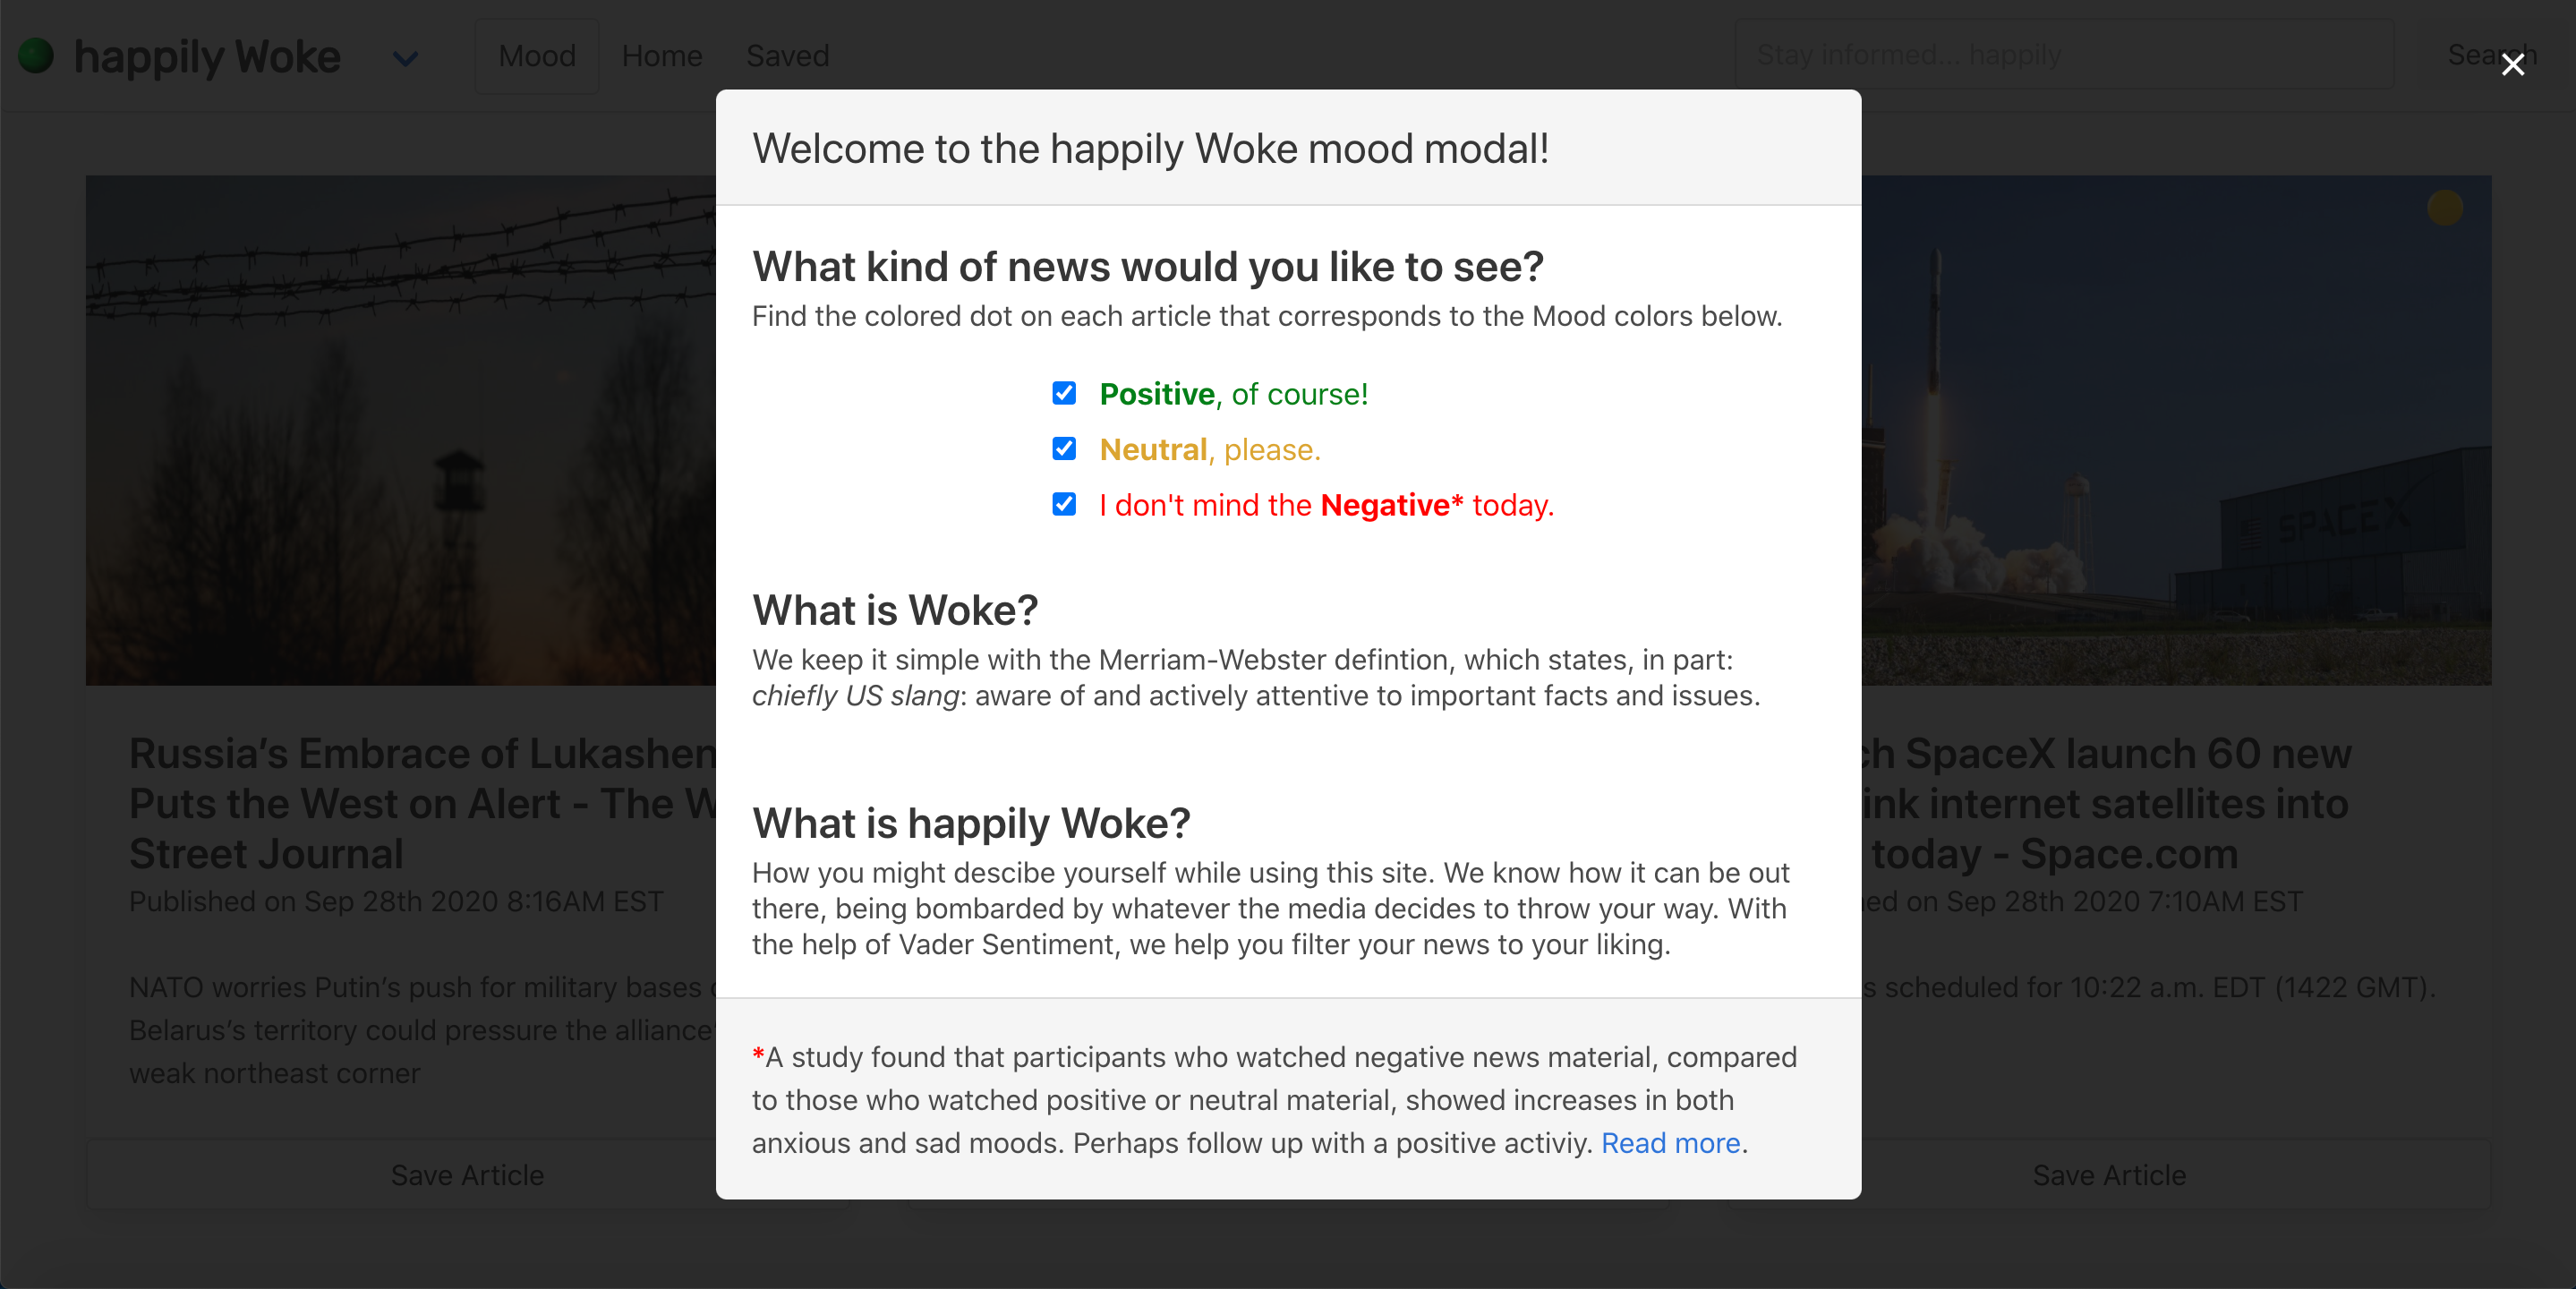 happily Woke
Mood
Home
Saved
Stay informed... happily
Search
Welcome to the happily Woke mood modal!
What kind of news would you like to see?
Find the colored dot on each article that corresponds to the Mood colors below.
Positive, of course!
Neutral, please.
I don't mind the Negative* today.
What is Woke?
We keep it simple with the Merriam-Webster defintion, which states, in part:
chiefly US slang: aware of and actively attentive to important facts and issues.
What is happily Woke?
How you might descibe yourself while using this site. We know how it can be out
there, being bombarded by whatever the media decides to throw your way. With
the help of Vader Sentiment, we help you filter your news to your liking.
*A study found that participants who watched negative news material, compared
to those who watched positive or neutral material, showed increases in both
anxious and sad moods. Perhaps follow up with a positive activiy. Read more.
Russia’s Embrace of Lukashen
Puts the West on Alert - The W
Street Journal
Published on Sep 28th 2020 8:16AM EST
NATO worries Putin’s push for military bases
Belarus’s territory could pressure the alliance'
weak northeast corner
Save Article
SPACEX
ch SpaceX launch 60 new
ink internet satellites into
today - Space.com
ed on Sep 28th 2020 7:10AM EST
s scheduled for 10:22 a.m. EDT (1422 GMT).
Save Article